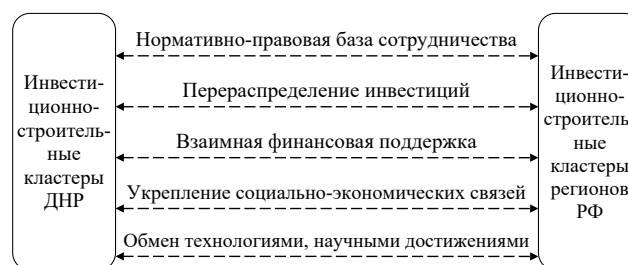 Инвести-
ционно-
строитель-
ные
кластеры
ДНР
Нормативно-правовая база сотрудничества
Перераспределение инвестиций
Взаимная финансовая поддержка
Укрепление социально-экономических связей
Обмен технологиями, научными достижениями
Инвести-
ционно-
строитель-
ные
кластеры
регионов
РФ